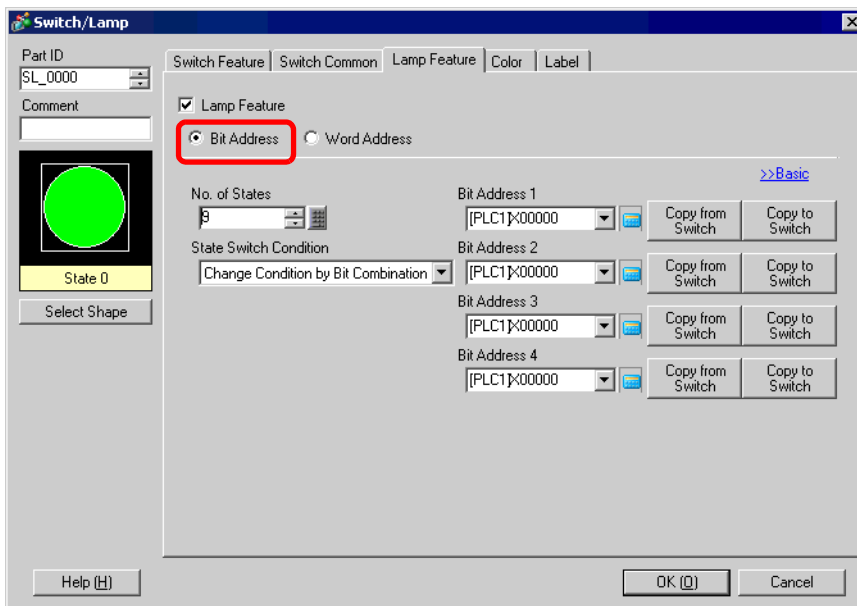 Switch/Lamp
Part ID
SL_0000
Comment
State 0
Select Shape
Switch Feature
Switch Common
Lamp Feature
Color
Label
Lamp Feature
Bit Address
Word Address
>>Basic
No. of States
9
State Switch Condition
Change Condition by Bit Combination
Bit Address 1
[PLC1]X00000
Copy from
Switch
Copy to
Switch
Bit Address 2
[PLC1]X00000
Copy from
Switch
Copy to
Switch
Bit Address 3
[PLC1]X00000
Copy from
Switch
Copy to
Switch
Bit Address 4
[PLC1]X00000
Copy from
Switch
Copy to
Switch
Help (H)
OK (O)
Cancel